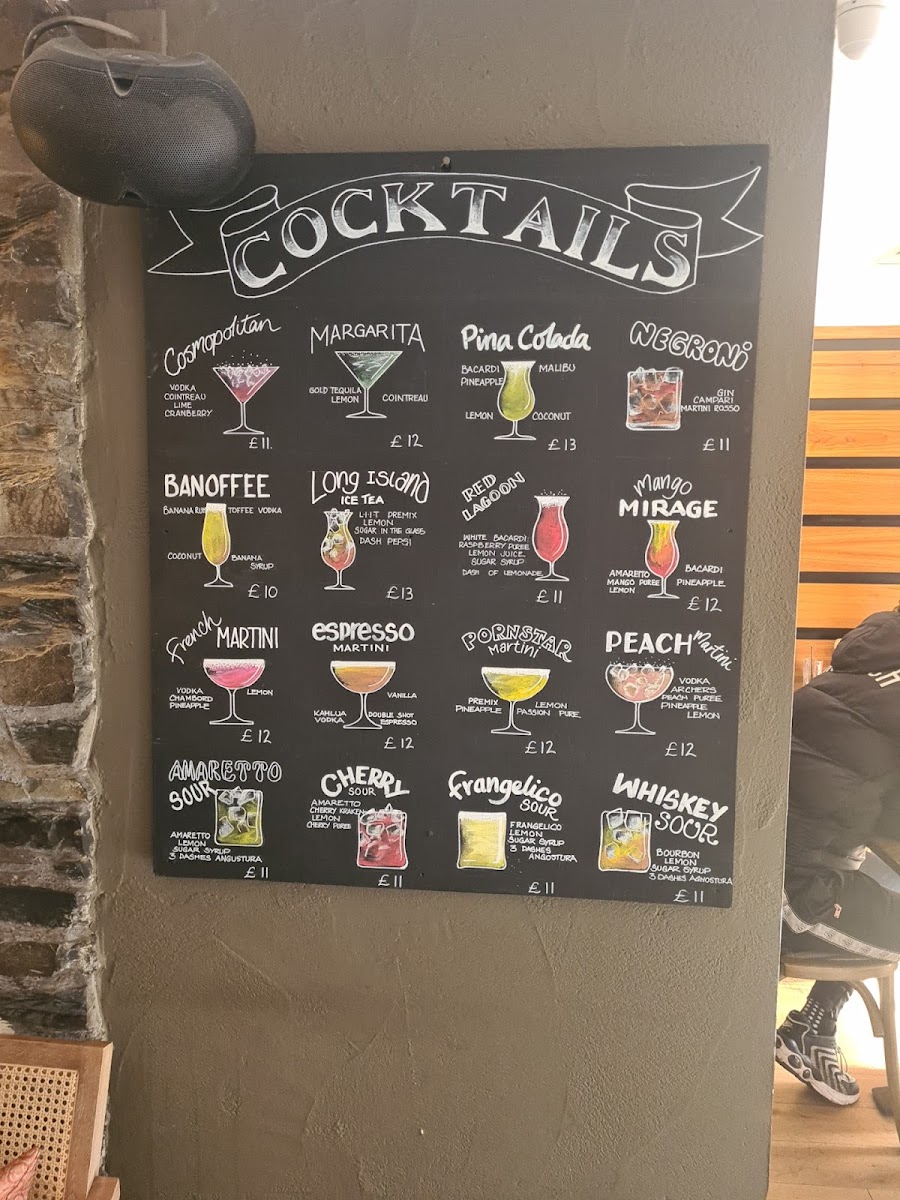 COCKTAILS
Cosmopolitan
VODKA
COINTREAU
LIME
CRANBERRY
£11.
MARGARITA
GOLD TEQUILA
LEMON
COINTREAU
£12
Pina Colada
BACARDI
PINEAPPLE
MALIBU
LEMON
COCONUT
£13
NEGRONi
GIN
CAMPARI
MARTINI ROSSO
£11
BANOFFEE
BANANA RUM
TOFFEE VODKA
COCONUT
BANANA
SYRUP
£10
LONG ISLAND
ICE TEA
L·I·I·T PREMIX
LEMON
SUGAR IN THE GLASS
DASH PEPSI
£13
RED
LAGOON
WHITE BACARDI
RASPBERRY PUREE
LEMON JUICE
SUGAR SYRUP
DASH OF LEMONADE
£11
Mango
MIRAGE
AMARETTO
MANGO PUREE
LEMON
BACARDI
PINEAPPLE
£12
French MARTINI
VODKA
CHAMBORD
PINEAPPLE
LEMON
£12
espresso
MARTINI
VANILLA
KAHLUA
VODKA
DOUBLE SHOT
ESPRESSO
£12
PORNSTAR
Martini
PREMIX
PINEAPPLE
LEMON
PASSION PURE
£12
PEACH Martini
VODKA
ARCHERS
PEACH PUREE
PINEAPPLE
LEMON
£12
AMARETTO
SOUR
AMARETTO
LEMON
SUGAR SYRUP
3 DASHES ANGUSTURA
£11
CHERRY
SOUR
AMARETTO
CHERRY KRAKEN
LEMON
CHERRY PUREE
£11
frangelico
SOUR
FRANGELICO
LEMON
SUGAR SYRUP
3 DASHES
ANGOSTURA
£11
WHISKEY
SOUR
BOURBON
LEMON
SUGAR SYRUP
3 DASHES AGNOSTURA
£11